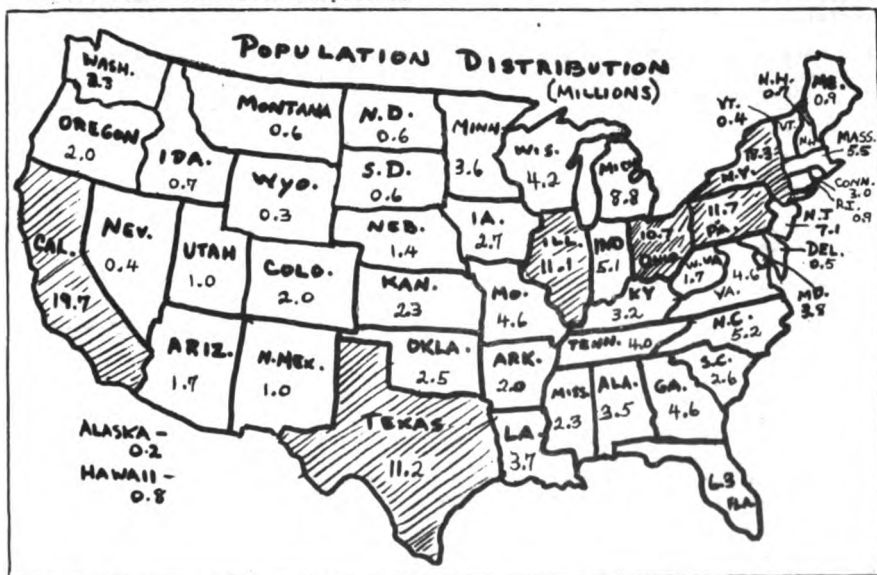 POPULATION DISTRIBUTION
(MILLIONS)
WASH.
OREGON
2.0
CAL.
19.7
NEV.
0.4
IDA.
0.7
MONTANA
0.6
WYO.
0.3
UTAH
1.0
COLO.
2.0
ARIZ.
1.7
N.MEX.
1.0
N.D.
0.6
S.D.
0.6
NEB.
1.4
KAN.
2.3
OKLA.
2.5
TEXAS
11.2
MINN.
3.6
IA.
2.7
MO.
4.6
ARK.
2.0
LA.
3.7
WIS.
4.2
ILL.
11.1
MICH
8.8
IND
5.1
10.7
OHIO
KY
3.2
TENN. 4.0
MISS.
2.3
ALA.
3.5
GA.
4.6
6.3
FLA.
S.C.
2.6
N.C.
5.2
W.VA
1.7
4.6
VA.
11.7
PA.
18.3
N.Y.
VT.
0.4
VT.
N.H.
0.7
N.H.
ME.
0.9
MASS.
5.5
CONN.
3.0
R.I.
0.9
N.J
7.1
DEL.
0.5
MD.
3.8
ALASKA -
0.2
HAWAII -
0.8